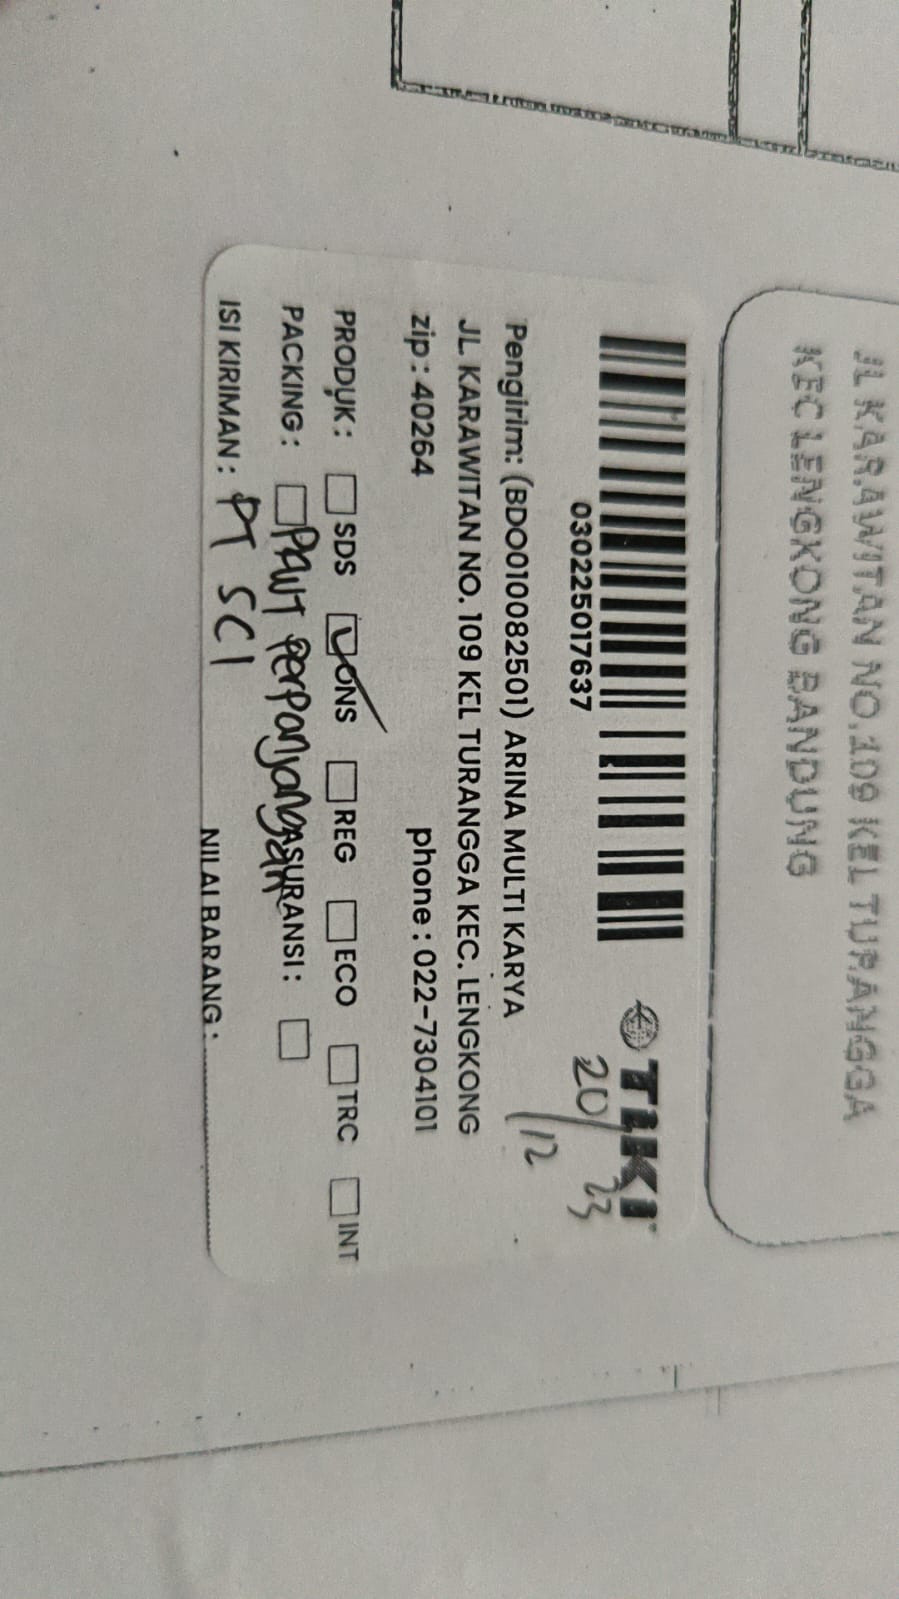 JL KARAWITAN NO.109 KEL TURANGGA
KEC LENGKONG BANDUNG
TIKI
030225017637
20/12 23
Pengirim: (BDO010082501) ARINA MULTI KARYA
JL. KARAWITAN NO. 109 KEL TURANGGA KEC. LENGKONG
zip : 40264 phone : 022-7304101
PRODUK : SDS ONS REG ECO TRC INT
PACKING : ASURANSI :
PKWT perpanjangan
ISI KIRIMAN : PT SCI NILAI BARANG :